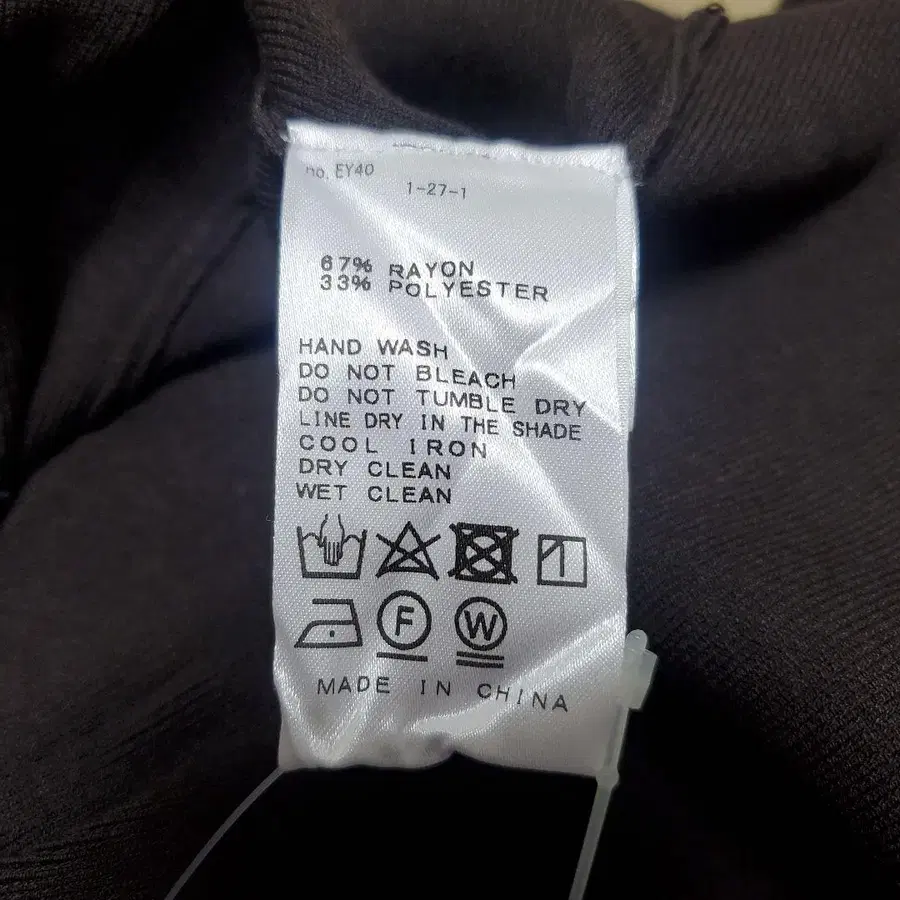 no. EY40
1-27-1
67% RAYON
33% POLYESTER
HAND WASH
DO NOT BLEACH
DO NOT TUMBLE DRY
LINE DRY IN THE SHADE
COOL IRON
DRY CLEAN
WET CLEAN
F W
MADE IN CHINA